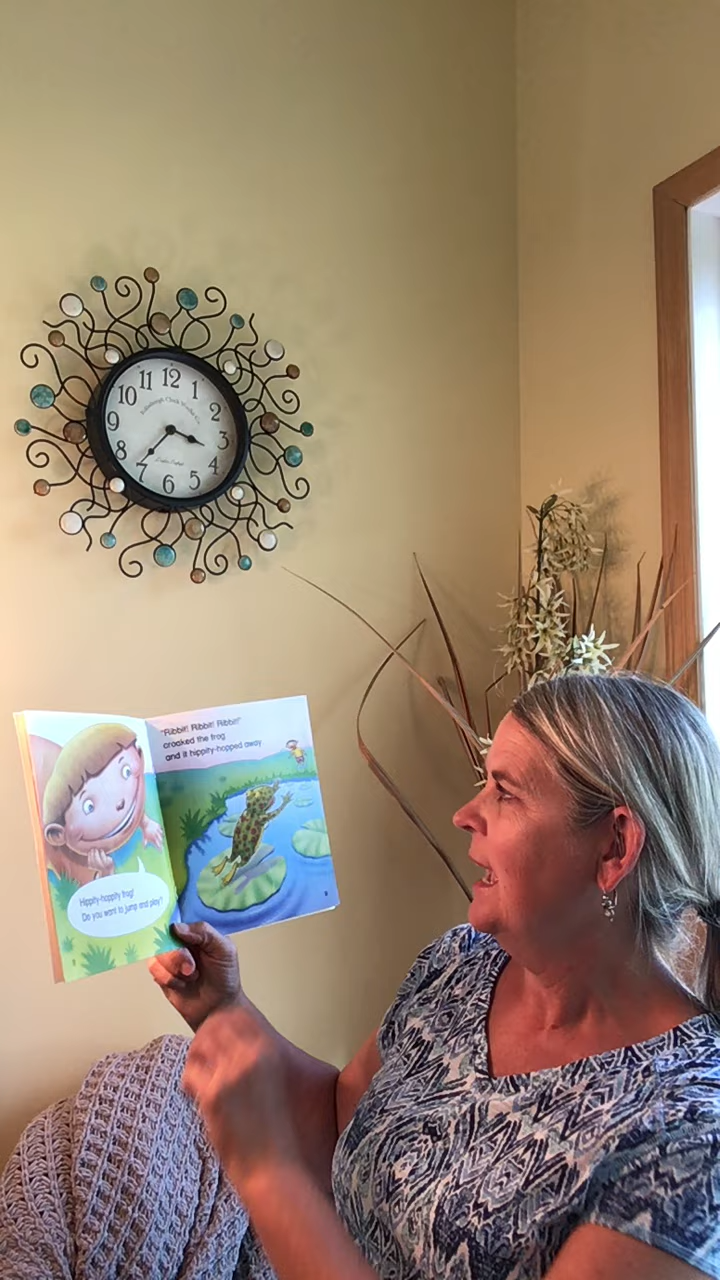 12
1
2
3
4
5
6
7
8
9
10
11
"Ribbit! Ribbit! Ribbit!"
croaked the frog
and it hippity-hopped away
Hippity-hoppity frog!
Do you want to jump and play?